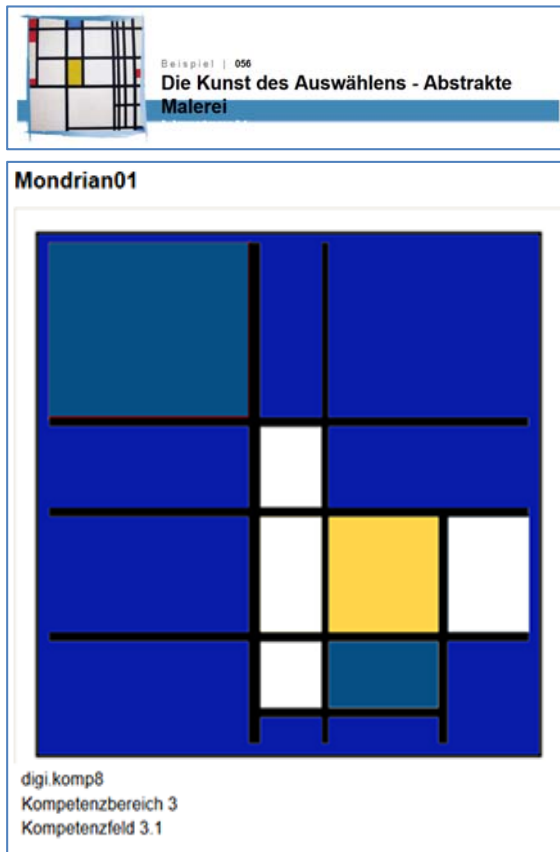 Beispiel | 056
Die Kunst des Auswählens - Abstrakte
Malerei
Mondrian01
digi.komp8
Kompetenzbereich 3
Kompetenzfeld 3.1